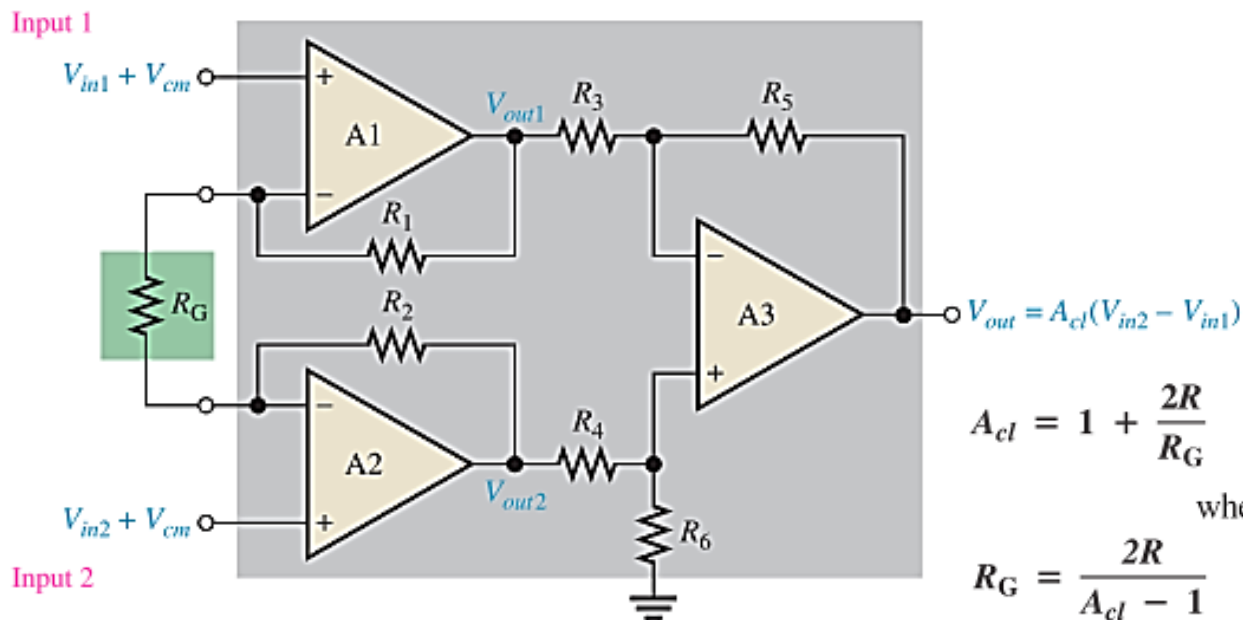 Input 1
V_in1 + V_cm
V_out1
R_3
R_5
+
A1
−
R_1
R_G
R_2
−
A3
+
V_out = A_cl(V_in2 − V_in1)
−
A2
+
R_4
V_out2
V_in2 + V_cm
R_6
Input 2
A_cl = 1 + 2R / R_G
R_G = 2R / (A_cl − 1)